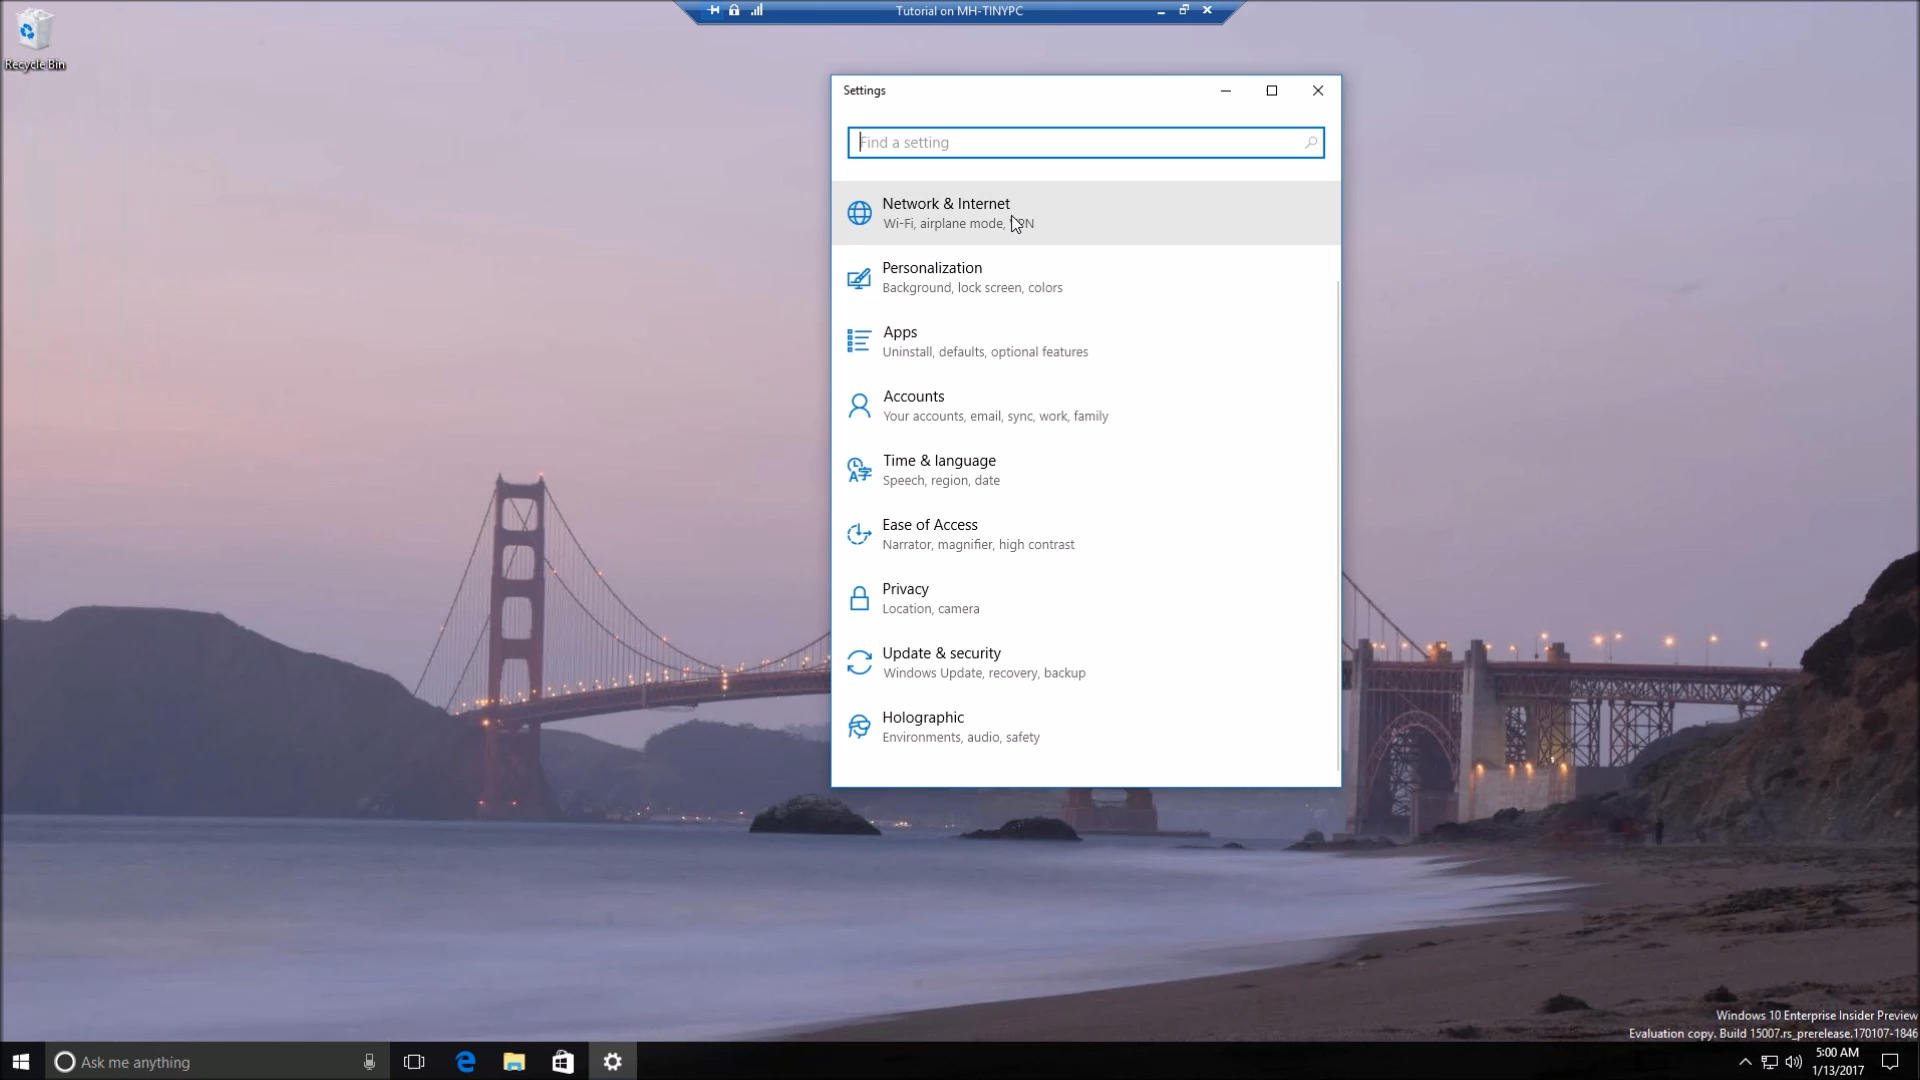 Tutorial on MH-TINYPC
Recycle Bin
Settings
Find a setting
Network & Internet
Wi-Fi, airplane mode,
Personalization
Background, lock screen, colors
Apps
Uninstall, defaults, optional features
Accounts
Your accounts, email, sync, work, family
Time & language
Speech, region, date
Ease of Access
Narrator, magnifier, high contrast
Privacy
Location, camera
Update & security
Windows Update, recovery, backup
Holographic
Environments, audio, safety
Windows 10 Enterprise Insider Preview
Evaluation copy. Build 15007.rs_prerelease.170107-1846
Ask me anything
5:00 AM
1/13/2017